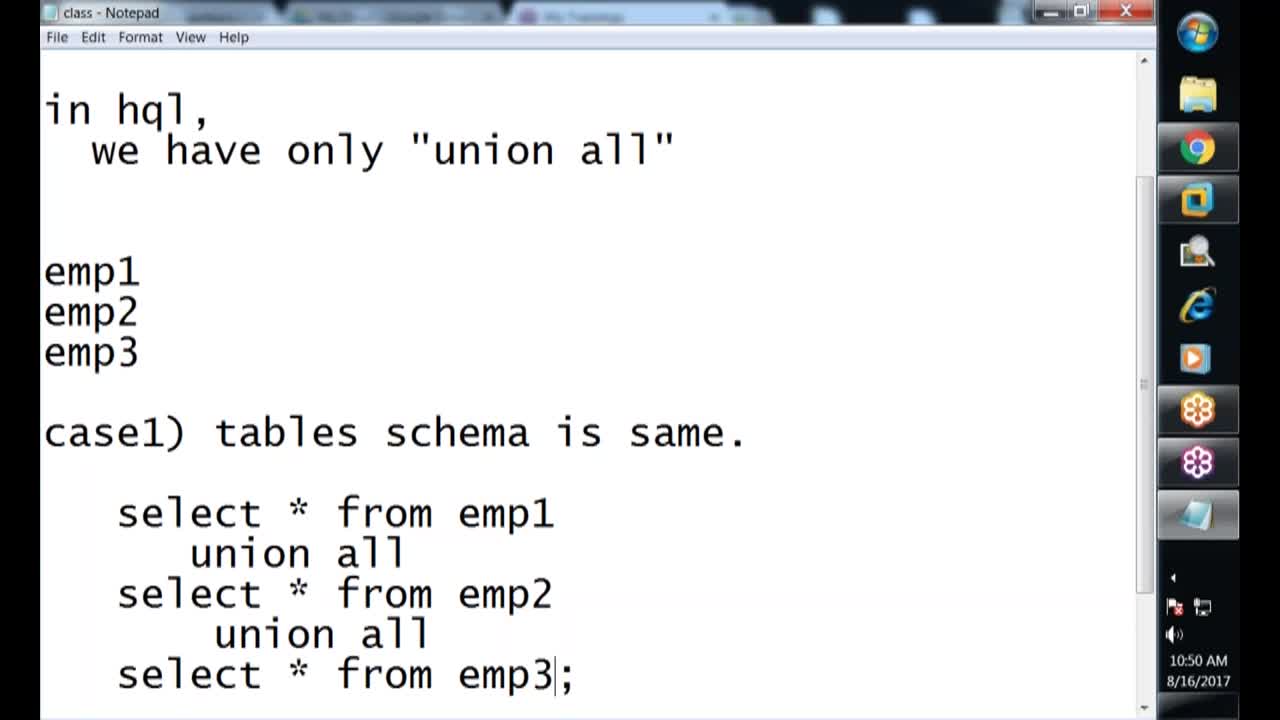 class - Notepad
File Edit Format View Help
in hql,
we have only "union all"
emp1
emp2
emp3
case1) tables schema is same.
select * from emp1
union all
select * from emp2
union all
select * from emp3;
10:50 AM
8/16/2017